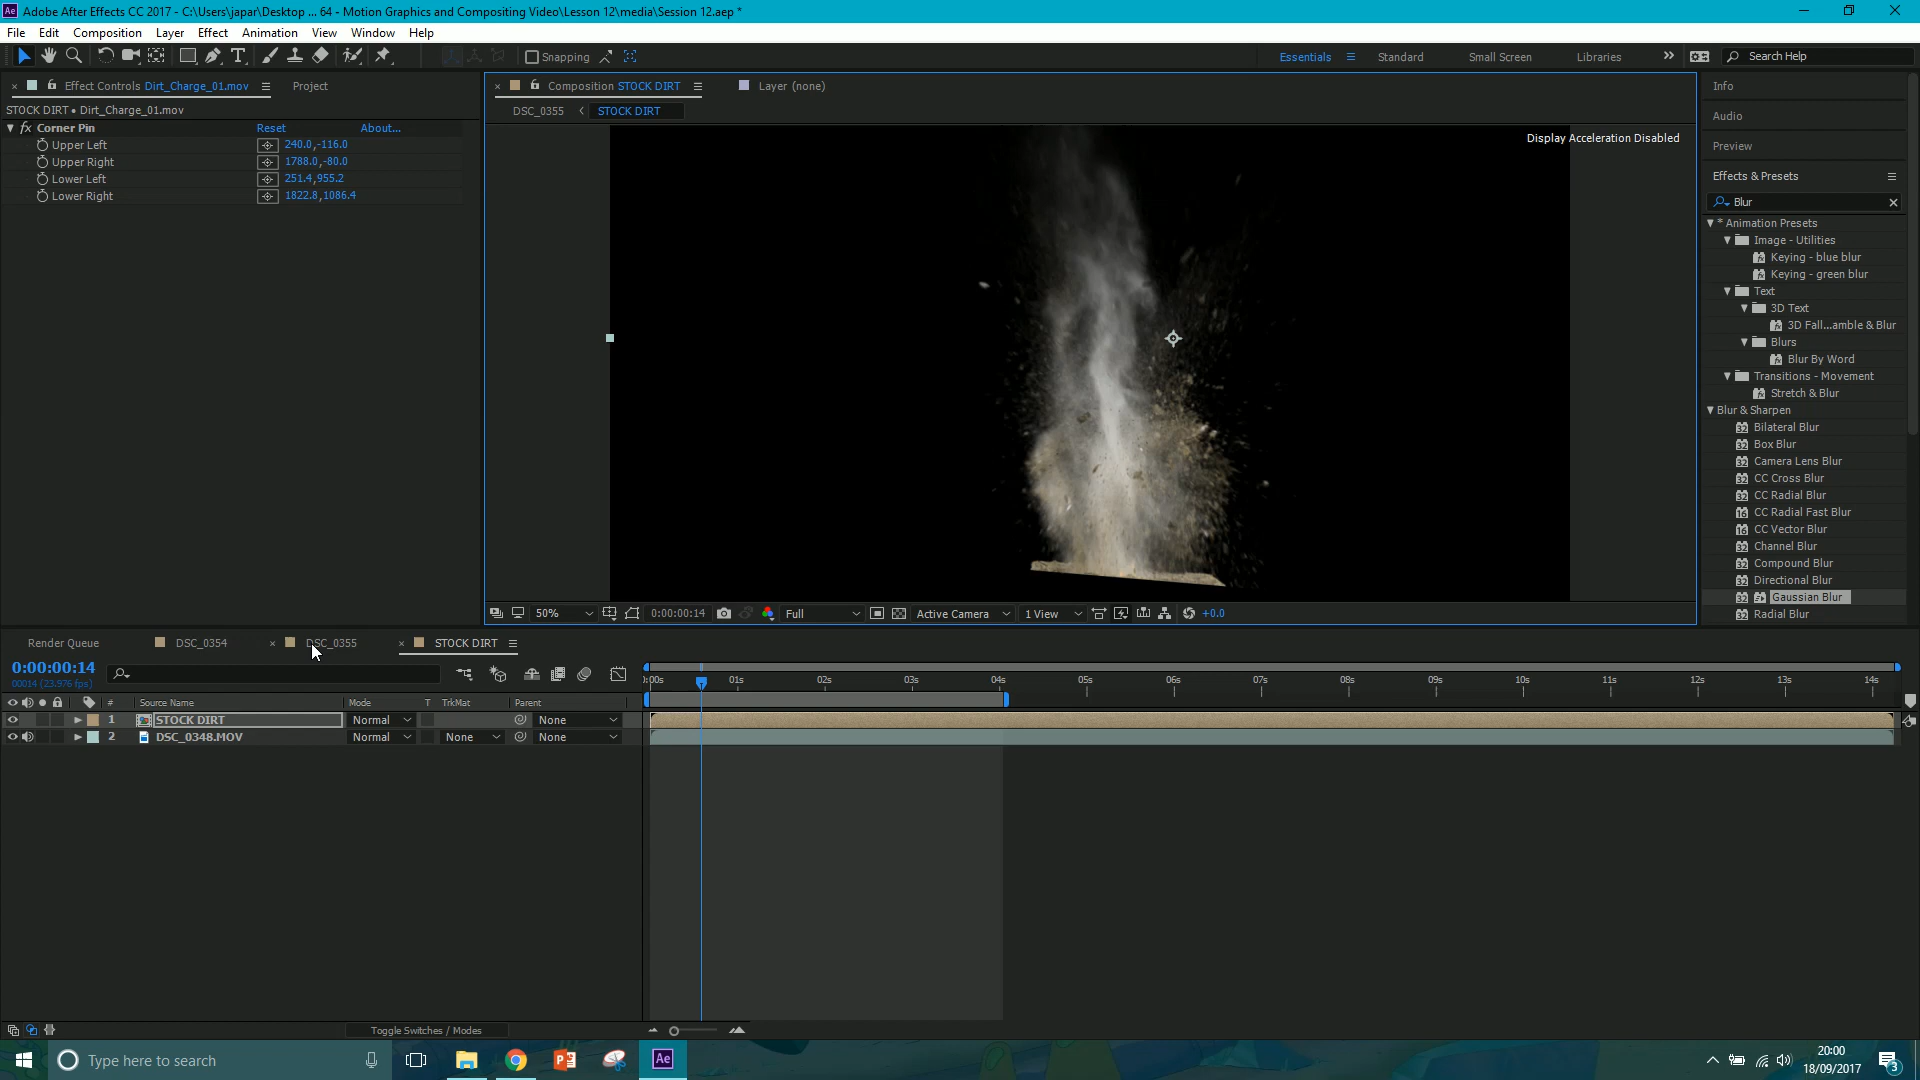 Adobe After Effects CC 2017 - C:\Users\japar\Desktop ... 64 - Motion Graphics and Compositing Video\Lesson 12\media\Session 12.aep *
File Edit Composition Layer Effect Animation View Window Help
Snapping
Essentials Standard Small Screen Libraries Search Help
Effect Controls Dirt_Charge_01.mov Project
STOCK DIRT • Dirt_Charge_01.mov
fx Corner Pin Reset About...
Upper Left 240.0,-116.0
Upper Right 1788.0,-80.0
Lower Left 251.4,955.2
Lower Right 1822.8,1086.4
Composition STOCK DIRT Layer (none)
DSC_0355 STOCK DIRT
Display Acceleration Disabled
50% 0:00:00:14 Full Active Camera 1 View +0.0
Info
Audio
Preview
Effects & Presets
Blur
* Animation Presets
Image - Utilities
Keying - blue blur
Keying - green blur
Text
3D Text
3D Fall...amble & Blur
Blurs
Blur By Word
Transitions - Movement
Stretch & Blur
Blur & Sharpen
Bilateral Blur
Box Blur
Camera Lens Blur
CC Cross Blur
CC Radial Blur
CC Radial Fast Blur
CC Vector Blur
Channel Blur
Compound Blur
Directional Blur
Gaussian Blur
Radial Blur
Render Queue DSC_0354 DSC_0355 STOCK DIRT
0:00:00:14
00014 (23.976 fps)
:00s 01s 02s 03s 04s 05s 06s 07s 08s 09s 10s 11s 12s 13s 14s
# Source Name Mode T TrkMat Parent
1 STOCK DIRT Normal None
2 DSC_0348.MOV Normal None None
Toggle Switches / Modes
Type here to search
Ae
20:00
18/09/2017
3